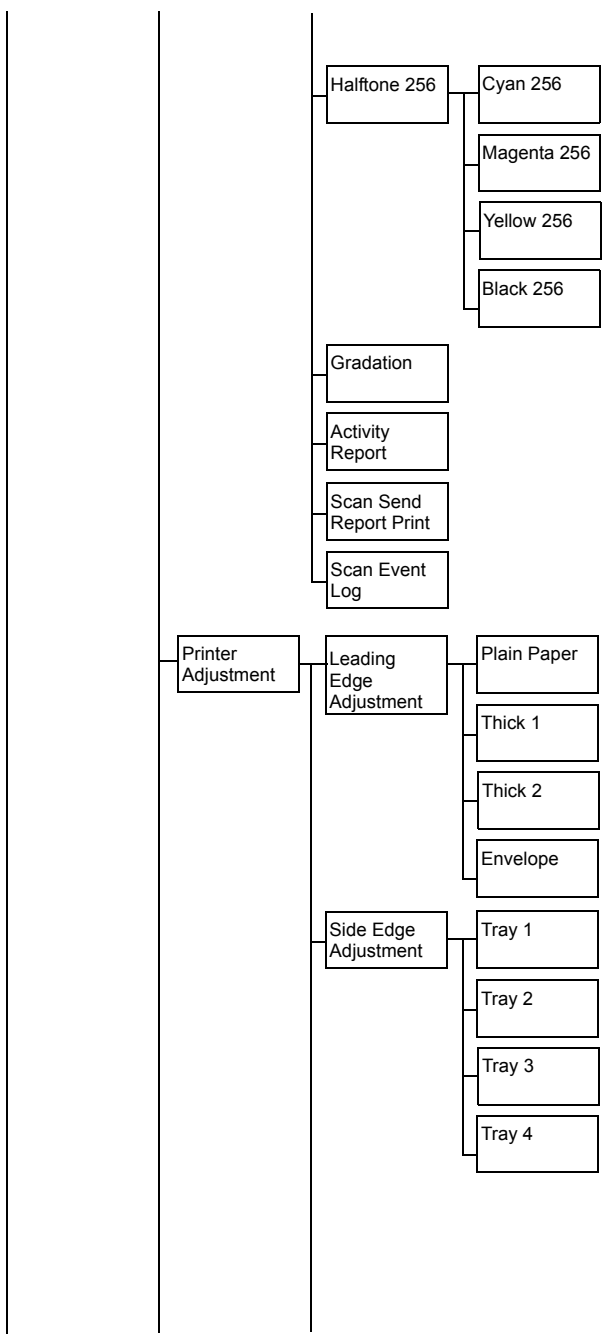 Halftone 256
Cyan 256
Magenta 256
Yellow 256
Black 256
Gradation
Activity
Report
Scan Send
Report Print
Scan Event
Log
Printer
Adjustment
Leading
Edge
Adjustment
Plain Paper
Thick 1
Thick 2
Envelope
Side Edge
Adjustment
Tray 1
Tray 2
Tray 3
Tray 4